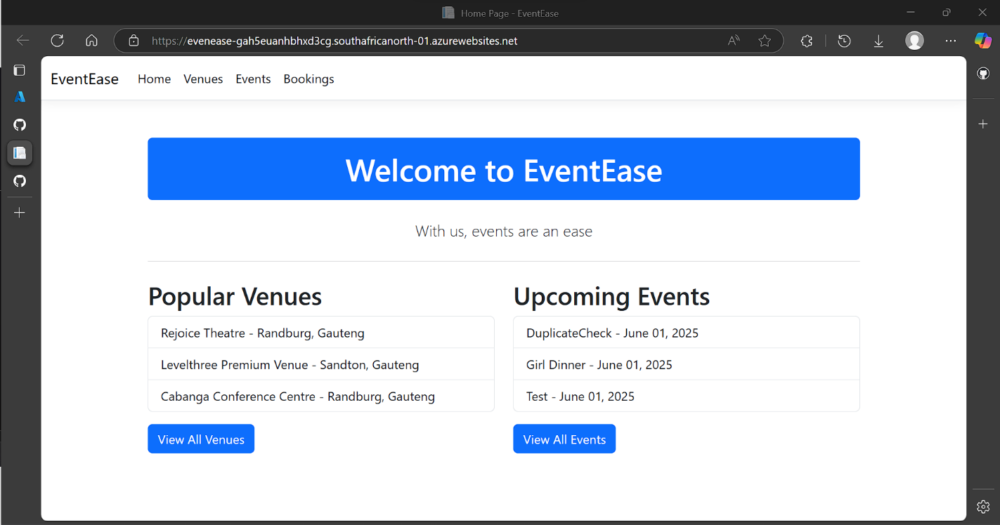 Home Page - EventEase
https://evenease-gah5euanhbhxd3cg.southafricanorth-01.azurewebsites.net
EventEase Home Venues Events Bookings
Welcome to EventEase
With us, events are an ease
Popular Venues
Rejoice Theatre - Randburg, Gauteng
Levelthree Premium Venue - Sandton, Gauteng
Cabanga Conference Centre - Randburg, Gauteng
View All Venues
Upcoming Events
DuplicateCheck - June 01, 2025
Girl Dinner - June 01, 2025
Test - June 01, 2025
View All Events